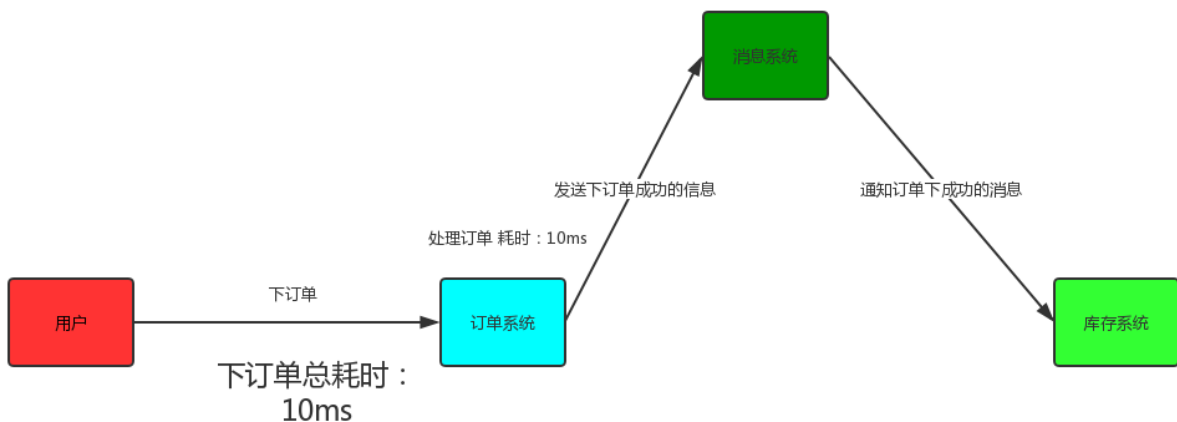 消息系统
发送下订单成功的信息
通知订单下成功的消息
处理订单 耗时：10ms
下订单
用户
订单系统
库存系统
下订单总耗时：
10ms